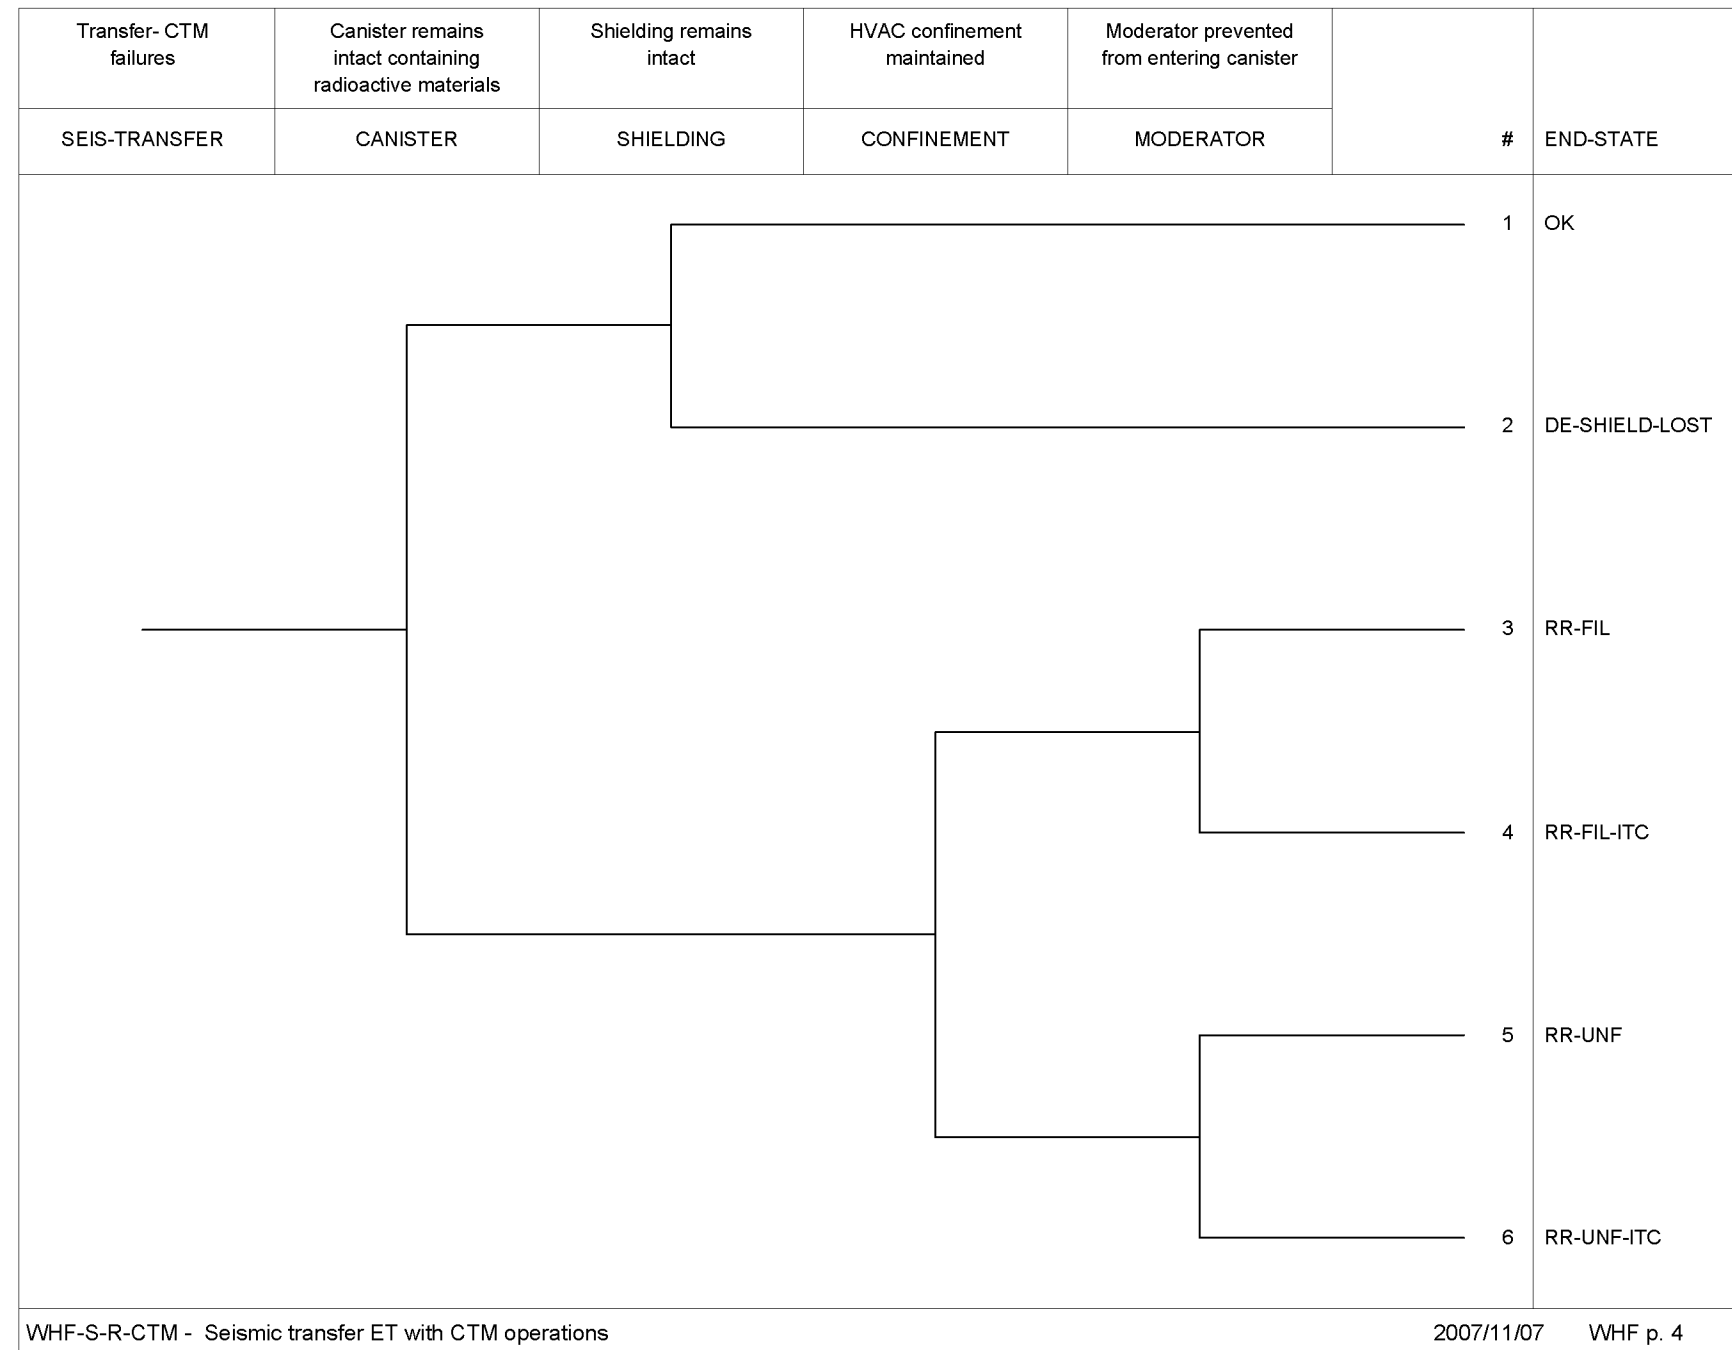 Transfer- CTM
failures
Canister remains
intact containing
radioactive materials
Shielding remains
intact
HVAC confinement
maintained
Moderator prevented
from entering canister
SEIS-TRANSFER
CANISTER
SHIELDING
CONFINEMENT
MODERATOR
#
END-STATE
1 OK
2 DE-SHIELD-LOST
3 RR-FIL
4 RR-FIL-ITC
5 RR-UNF
6 RR-UNF-ITC
WHF-S-R-CTM - Seismic transfer ET with CTM operations
2007/11/07 WHF p. 4